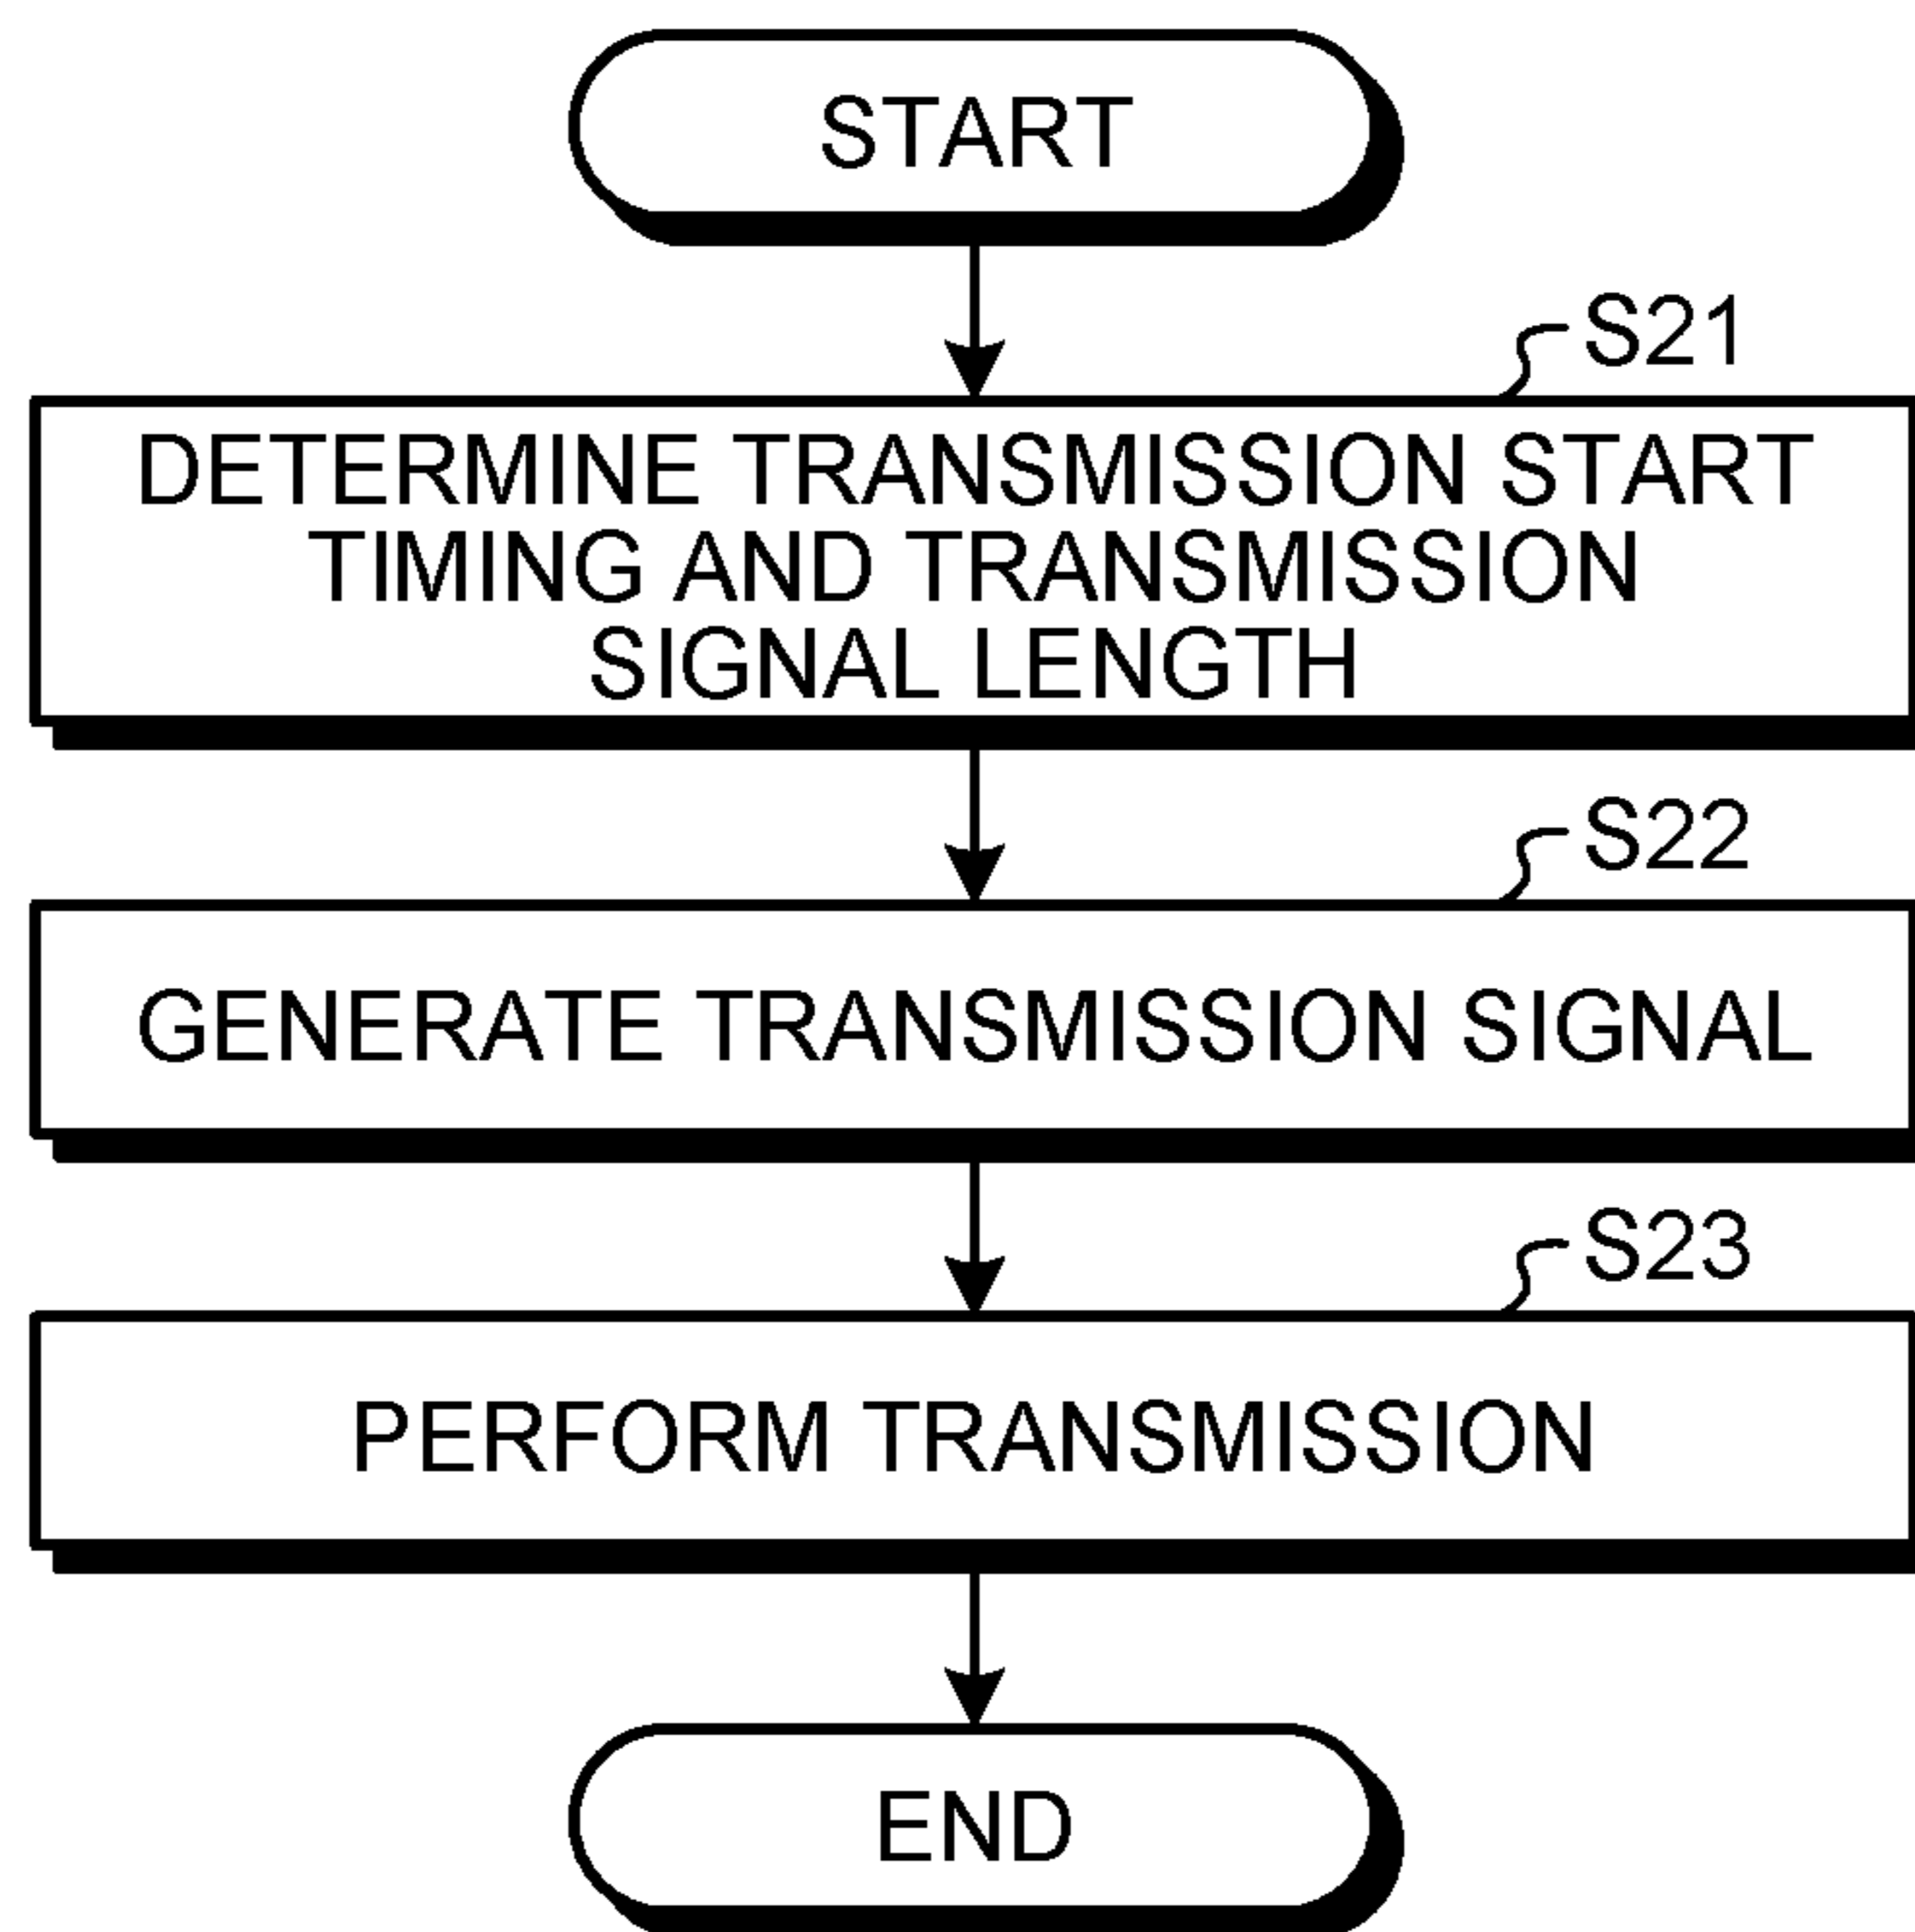 START
S21
DETERMINE TRANSMISSION START
TIMING AND TRANSMISSION
SIGNAL LENGTH
S22
GENERATE TRANSMISSION SIGNAL
S23
PERFORM TRANSMISSION
END